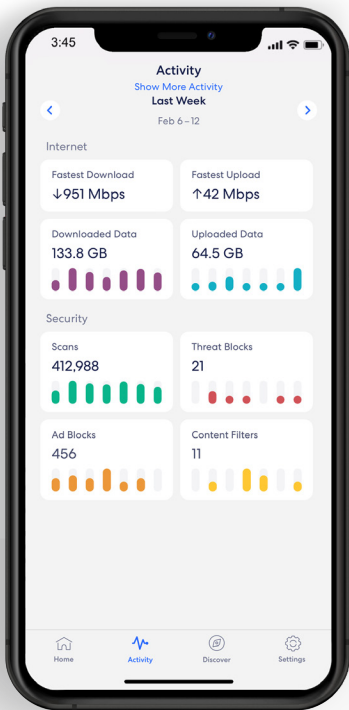 3:45
Activity
Show More Activity
Last Week
Feb 6–12
Internet
Fastest Download
↓951 Mbps
Fastest Upload
↑42 Mbps
Downloaded Data
133.8 GB
Uploaded Data
64.5 GB
Security
Scans
412,988
Threat Blocks
21
Ad Blocks
456
Content Filters
11
Home
Activity
Discover
Settings